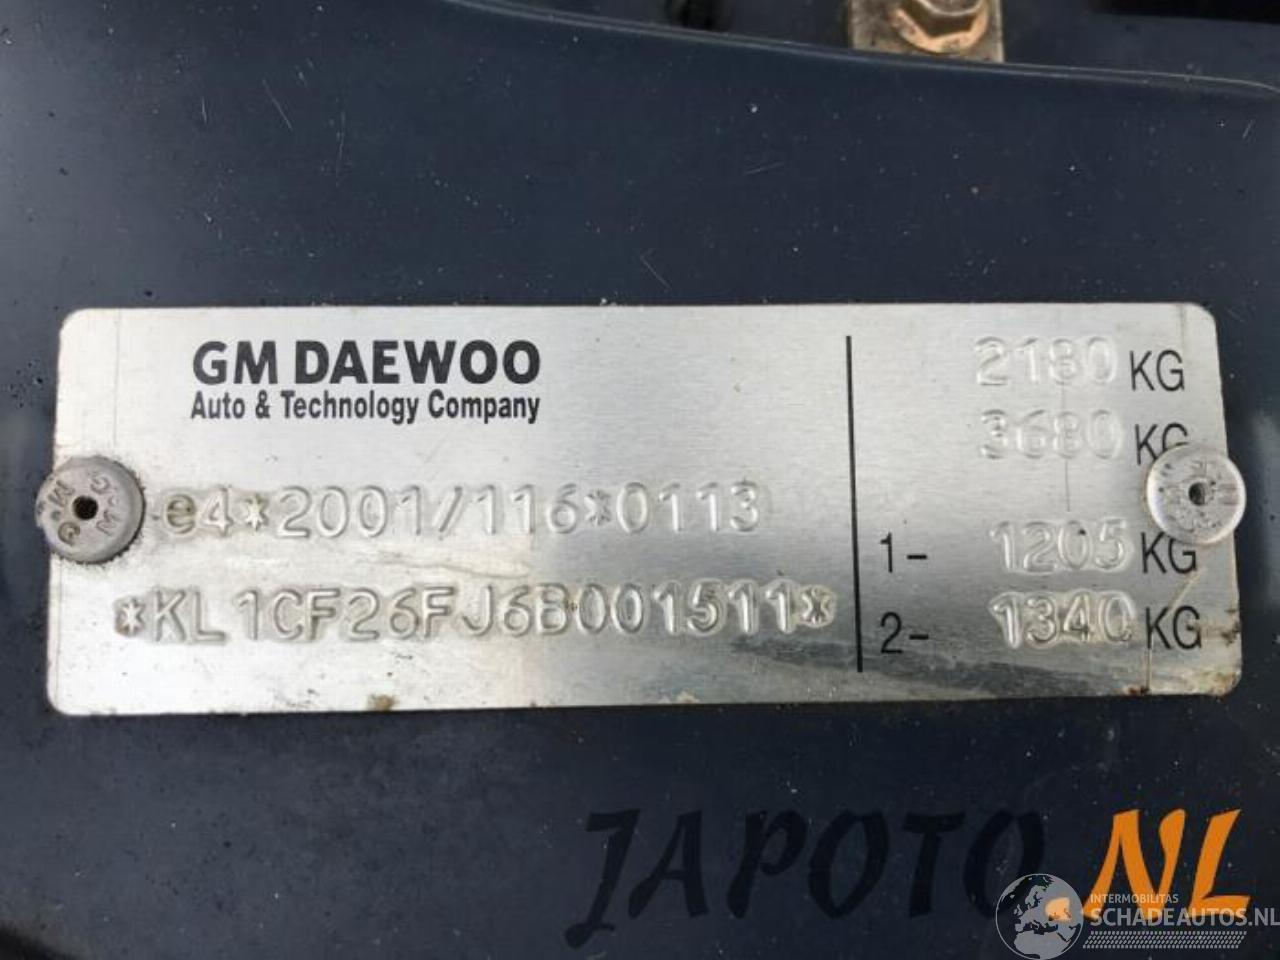 GM DAEWOO
Auto & Technology Company
2180 KG
3680 KG
e4*2001/116*0113
1- 1205 KG
*KL1CF26FJ6B001511*
2- 1340 KG
JAPOTO.NL
INTERMOBILITAS
SCHADEAUTOS.NL